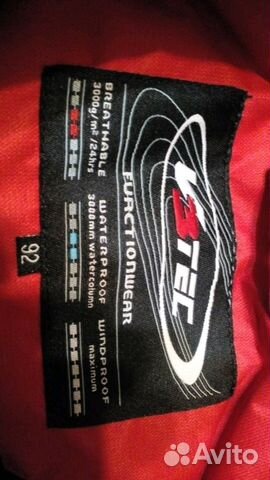 V3TEC
FUNCTIONWEAR
BREATHABLE
3000g/m²/24hrs
WATERPROOF
3000mm watercolumn
WINDPROOF
maximum
92
Avito